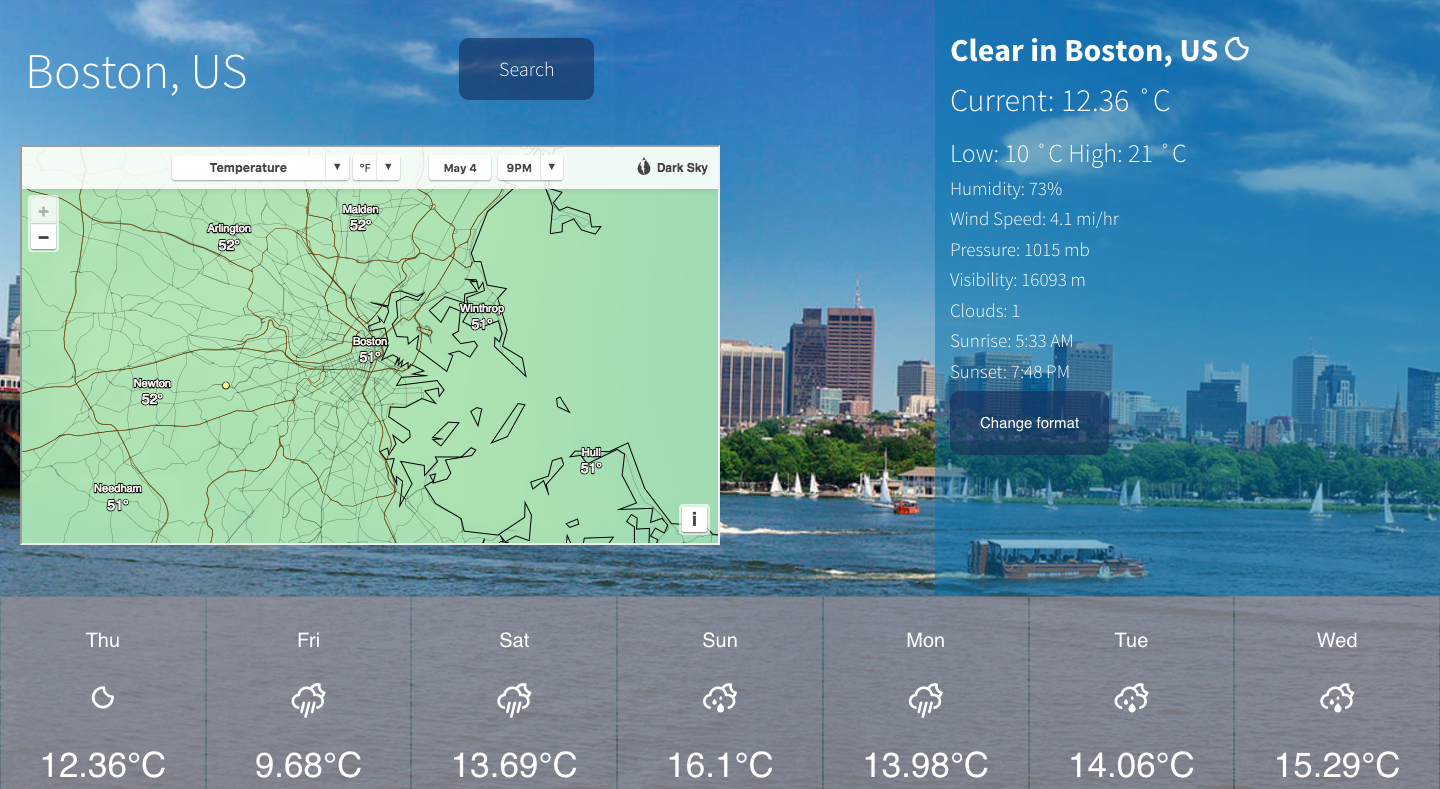 Boston, US
Search
Clear in Boston, US
Current: 12.36 °C
Low: 10 °C High: 21 °C
Humidity: 73%
Wind Speed: 4.1 mi/hr
Pressure: 1015 mb
Visibility: 16093 m
Clouds: 1
Sunrise: 5:33 AM
Sunset: 7:48 PM
Change format
Temperature ▼ °F ▼ May 4 9PM ▼ Dark Sky
+
−
Malden
52°
Arlington
52°
Winthrop
51°
Boston
51°
Newton
52°
Hull
51°
Needham
51°
i
Thu Fri Sat Sun Mon Tue Wed
12.36°C 9.68°C 13.69°C 16.1°C 13.98°C 14.06°C 15.29°C